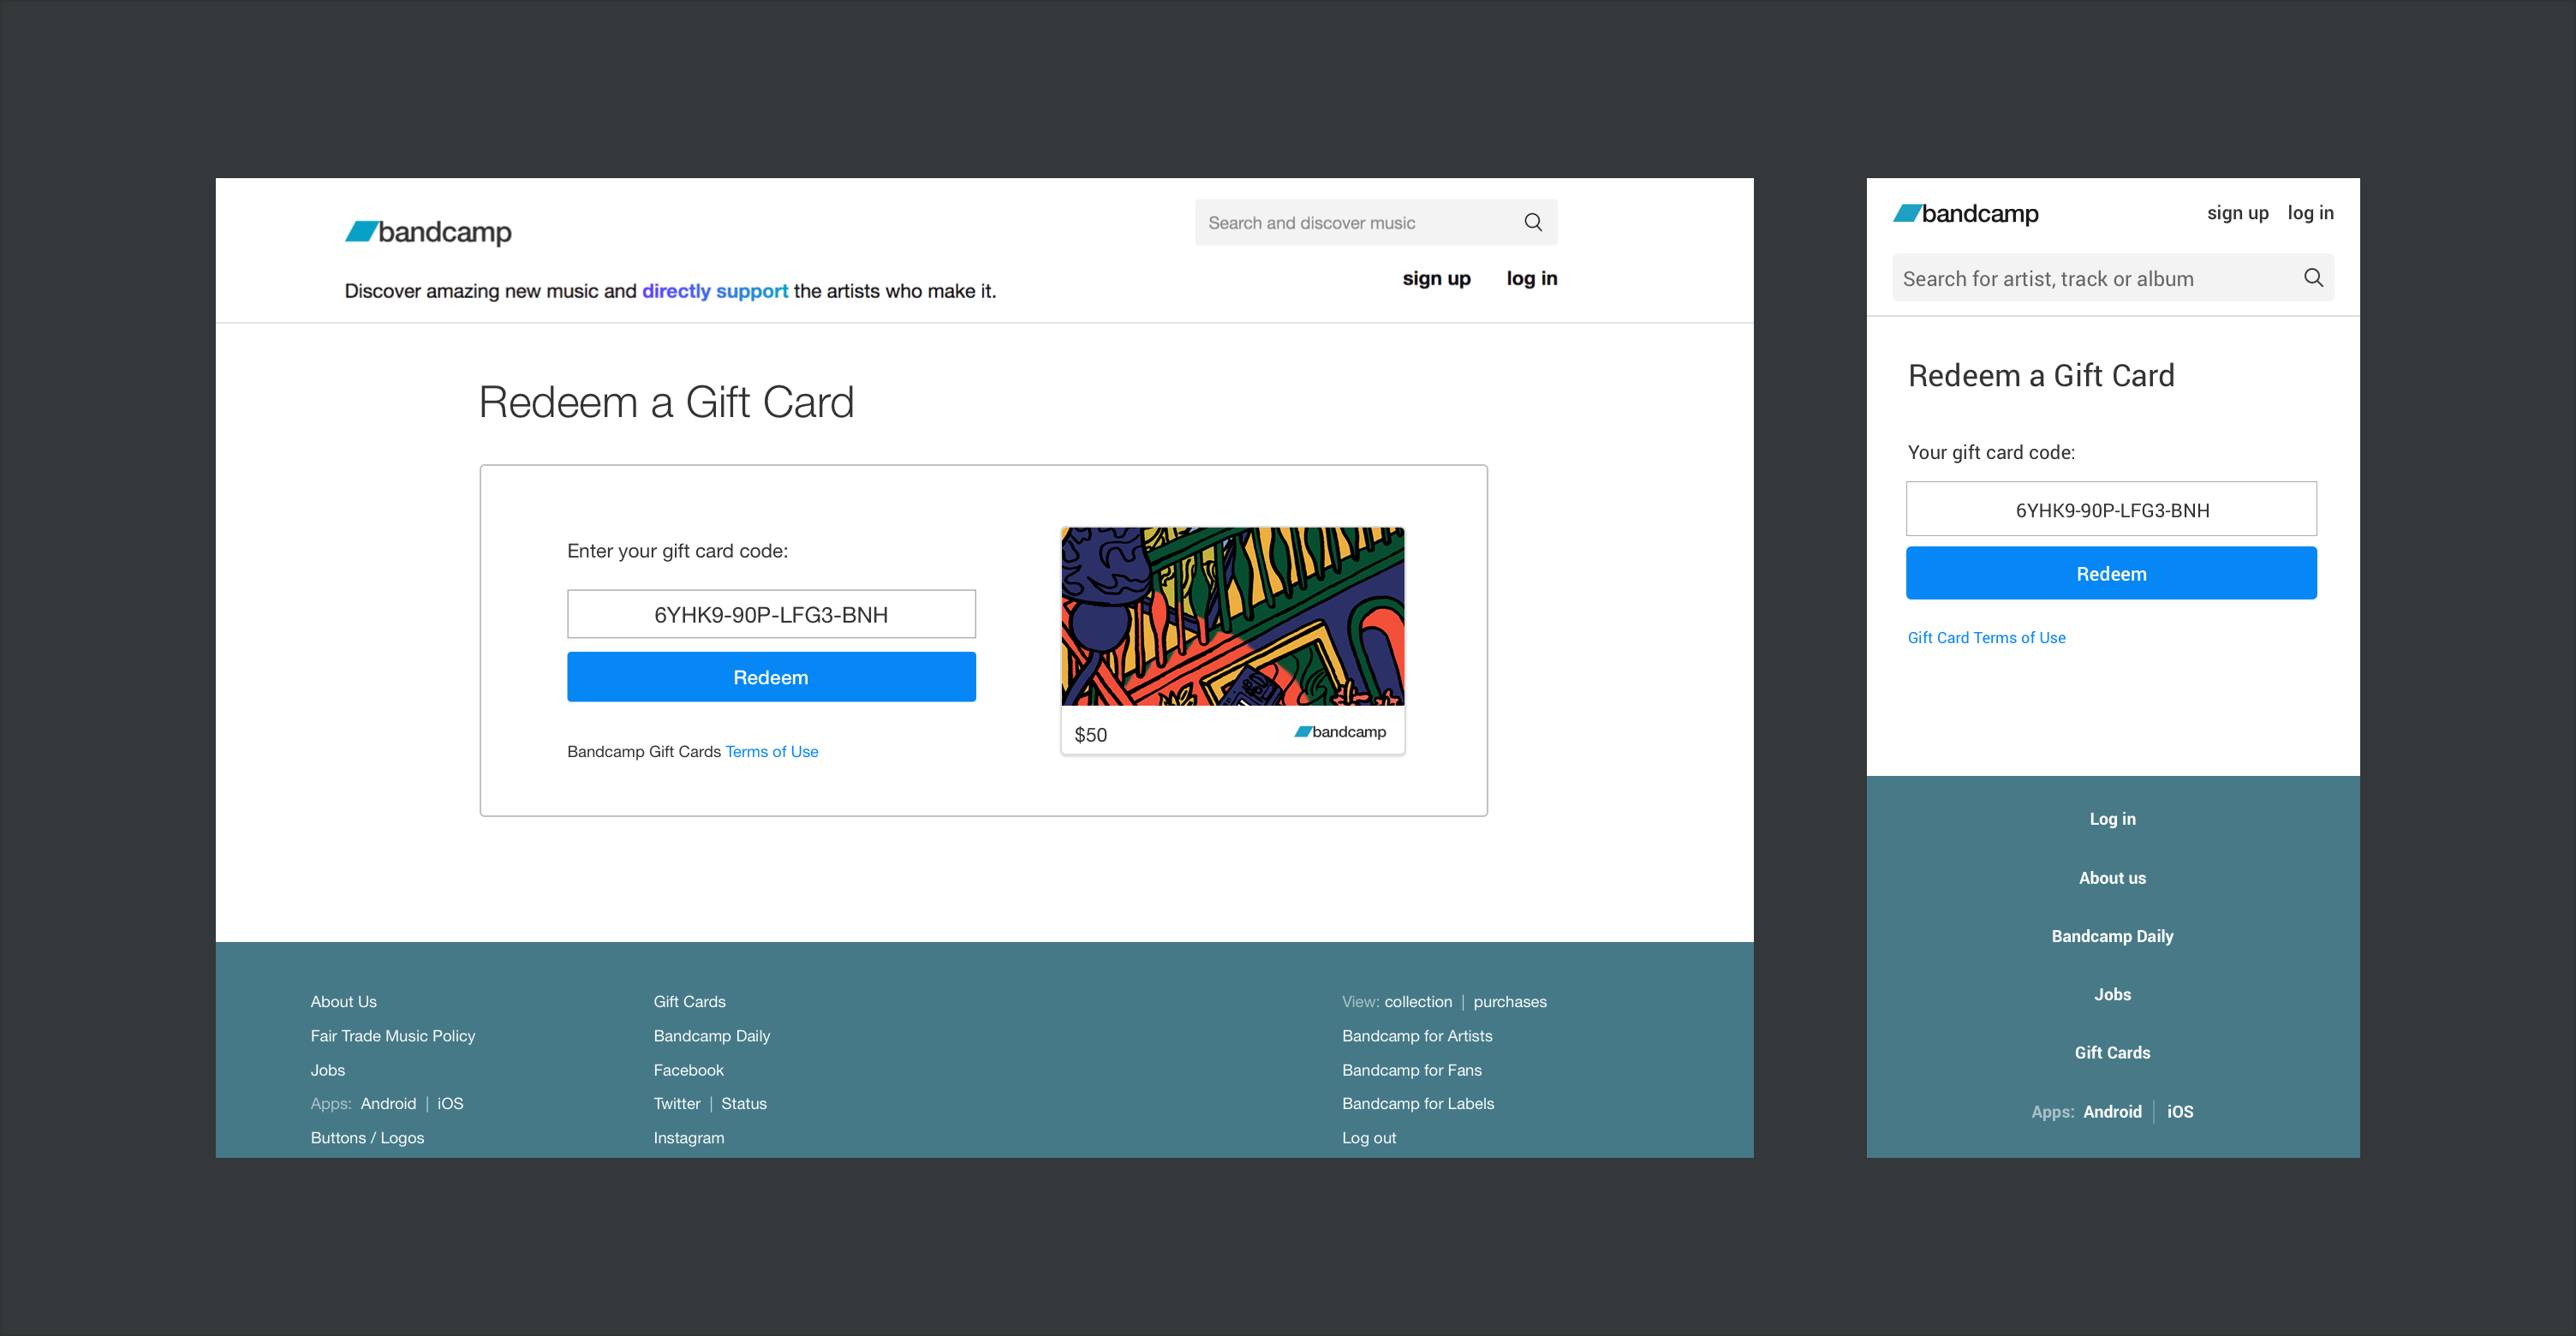 bandcamp
Search and discover music
Discover amazing new music and directly support the artists who make it.
sign up log in
Redeem a Gift Card
Enter your gift card code:
6YHK9-90P-LFG3-BNH
Redeem
Bandcamp Gift Cards Terms of Use
$50 bandcamp
About Us
Fair Trade Music Policy
Jobs
Apps: Android | iOS
Buttons / Logos
Gift Cards
Bandcamp Daily
Facebook
Twitter | Status
Instagram
View: collection | purchases
Bandcamp for Artists
Bandcamp for Fans
Bandcamp for Labels
Log out
bandcamp sign up log in
Search for artist, track or album
Redeem a Gift Card
Your gift card code:
6YHK9-90P-LFG3-BNH
Redeem
Gift Card Terms of Use
Log in
About us
Bandcamp Daily
Jobs
Gift Cards
Apps: Android | iOS